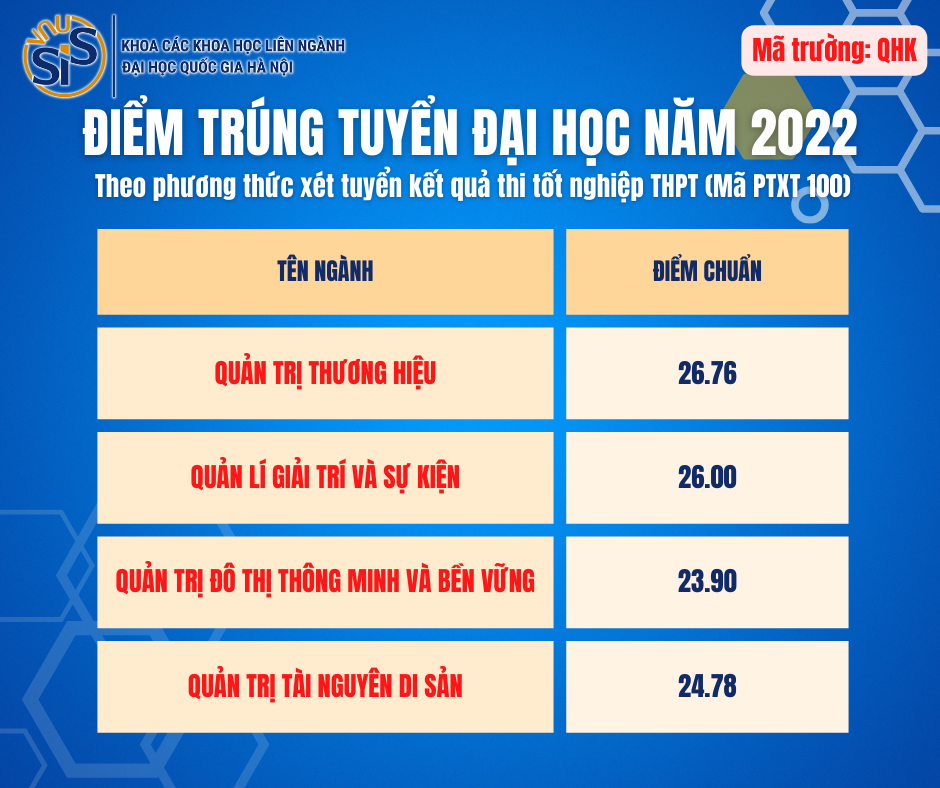 VNU
SIS
KHOA CÁC KHOA HỌC LIÊN NGÀNH
ĐẠI HỌC QUỐC GIA HÀ NỘI
Mã trường: QHK
ĐIỂM TRÚNG TUYỂN ĐẠI HỌC NĂM 2022
Theo phương thức xét tuyển kết quả thi tốt nghiệp THPT (Mã PTXT 100)
TÊN NGÀNH ĐIỂM CHUẨN
QUẢN TRỊ THƯƠNG HIỆU 26.76
QUẢN LÍ GIẢI TRÍ VÀ SỰ KIỆN 26.00
QUẢN TRỊ ĐÔ THỊ THÔNG MINH VÀ BỀN VỮNG 23.90
QUẢN TRỊ TÀI NGUYÊN DI SẢN 24.78